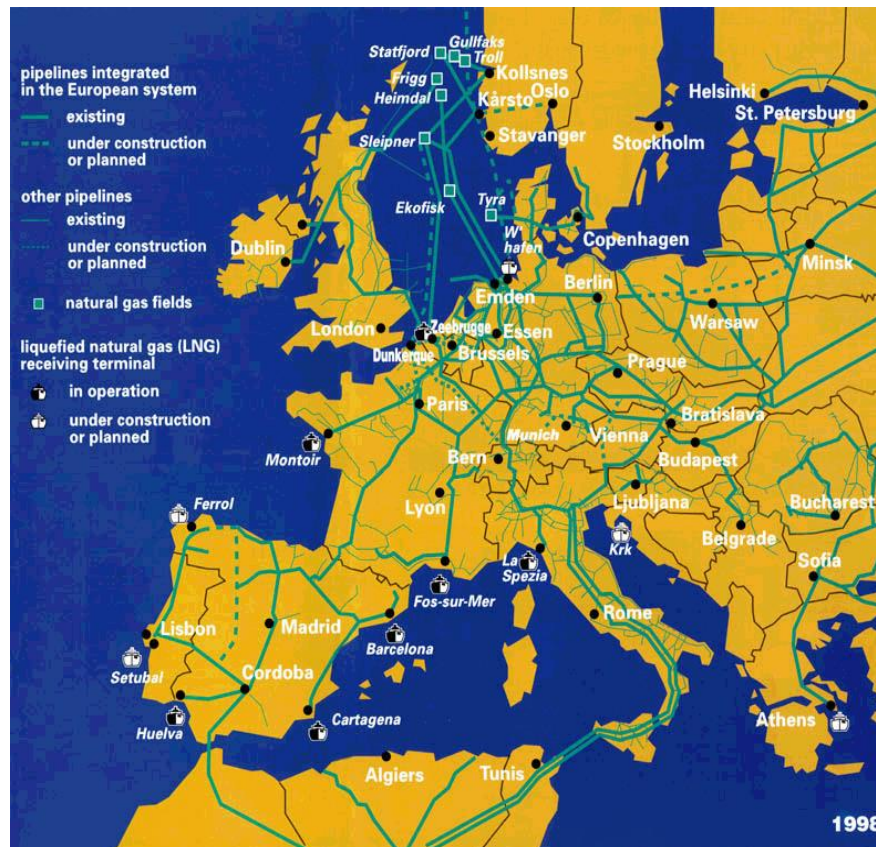 pipelines integrated
in the European system
existing
under construction
or planned
other pipelines
existing
under construction
or planned
natural gas fields
liquefied natural gas (LNG)
receiving terminal
in operation
under construction
or planned
Statfjord
Gullfaks
Troll
Frigg
Heimdal
Kollsnes
Kårsto
Oslo
Stavanger
Sleipner
Ekofisk
Tyra
Helsinki
St. Petersburg
Stockholm
Copenhagen
W'
hafen
Dublin
Emden
Berlin
Minsk
Warsaw
London
Zeebrugge
Essen
Dunkerque
Brussels
Prague
Paris
Bratislava
Montoir
Munich
Vienna
Bern
Budapest
Lyon
Ljubljana
Bucharest
Ferrol
Krk
Belgrade
La
Spezia
Sofia
Fos-sur-Mer
Lisbon
Madrid
Rome
Barcelona
Setubal
Cordoba
Huelva
Cartagena
Athens
Algiers
Tunis
1998